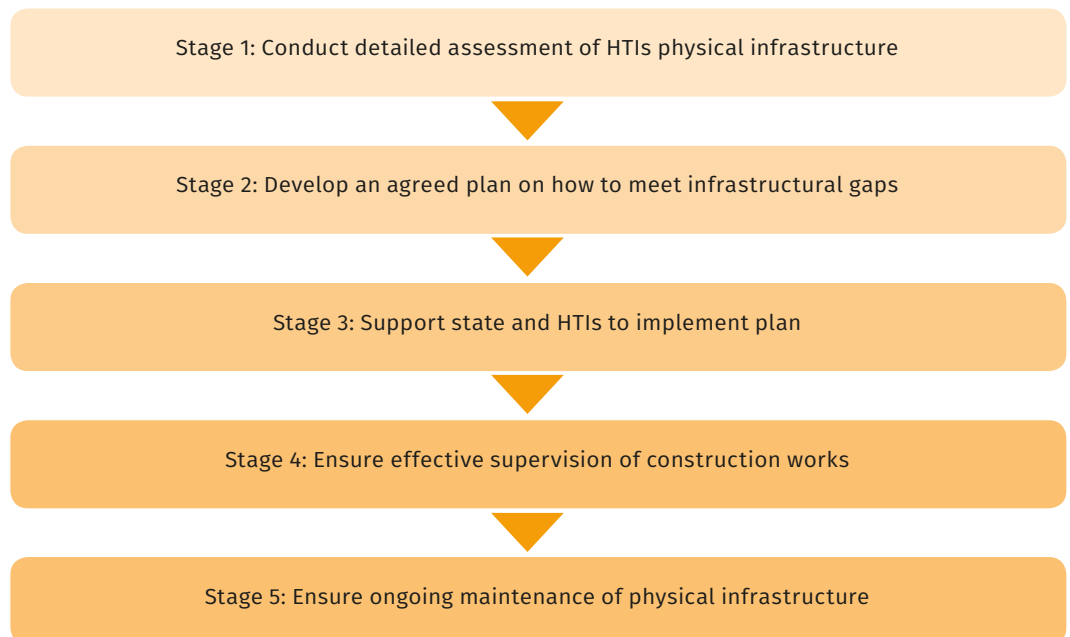 Stage 1: Conduct detailed assessment of HTIs physical infrastructure
Stage 2: Develop an agreed plan on how to meet infrastructural gaps
Stage 3: Support state and HTIs to implement plan
Stage 4: Ensure effective supervision of construction works
Stage 5: Ensure ongoing maintenance of physical infrastructure